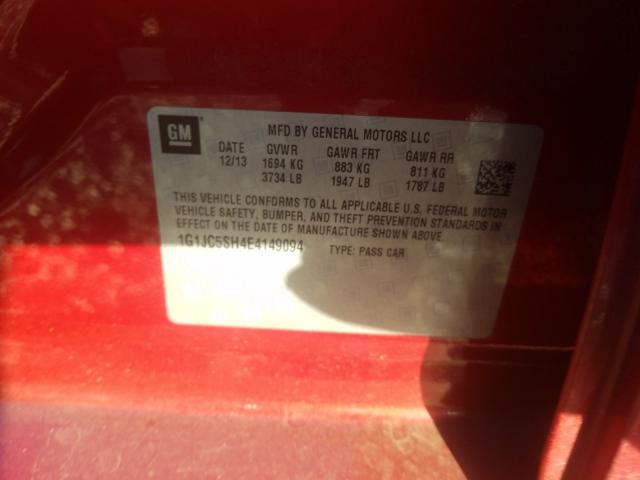 GM
MFD BY GENERAL MOTORS LLC
DATE GVWR GAWR FRT GAWR RR
12/13 1694 KG 883 KG 811 KG
3734 LB 1947 LB 1787 LB
THIS VEHICLE CONFORMS TO ALL APPLICABLE U.S. FEDERAL MOTOR
VEHICLE SAFETY, BUMPER, AND THEFT PREVENTION STANDARDS IN
EFFECT ON THE DATE OF MANUFACTURE SHOWN ABOVE.
1G1JC5SH4E4149094 TYPE: PASS CAR